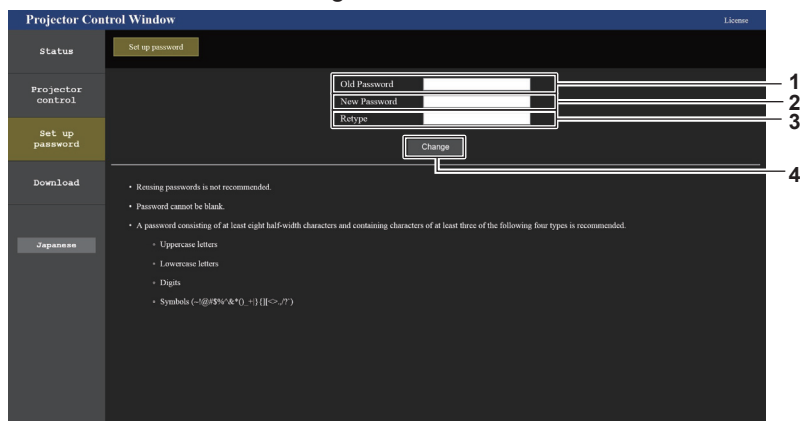 Projector Control Window
License
Status
Set up password
Projector
control
Set up
password
Download
Japanese
Old Password
1
New Password
2
Retype
3
Change
4
• Reusing passwords is not recommended.
• Password cannot be blank.
• A password consisting of at least eight half-width characters and containing characters of at least three of the following four types is recommended.
Uppercase letters
Lowercase letters
Digits
Symbols (~!@#$%^&*()_+|}{][<>.,/?`)